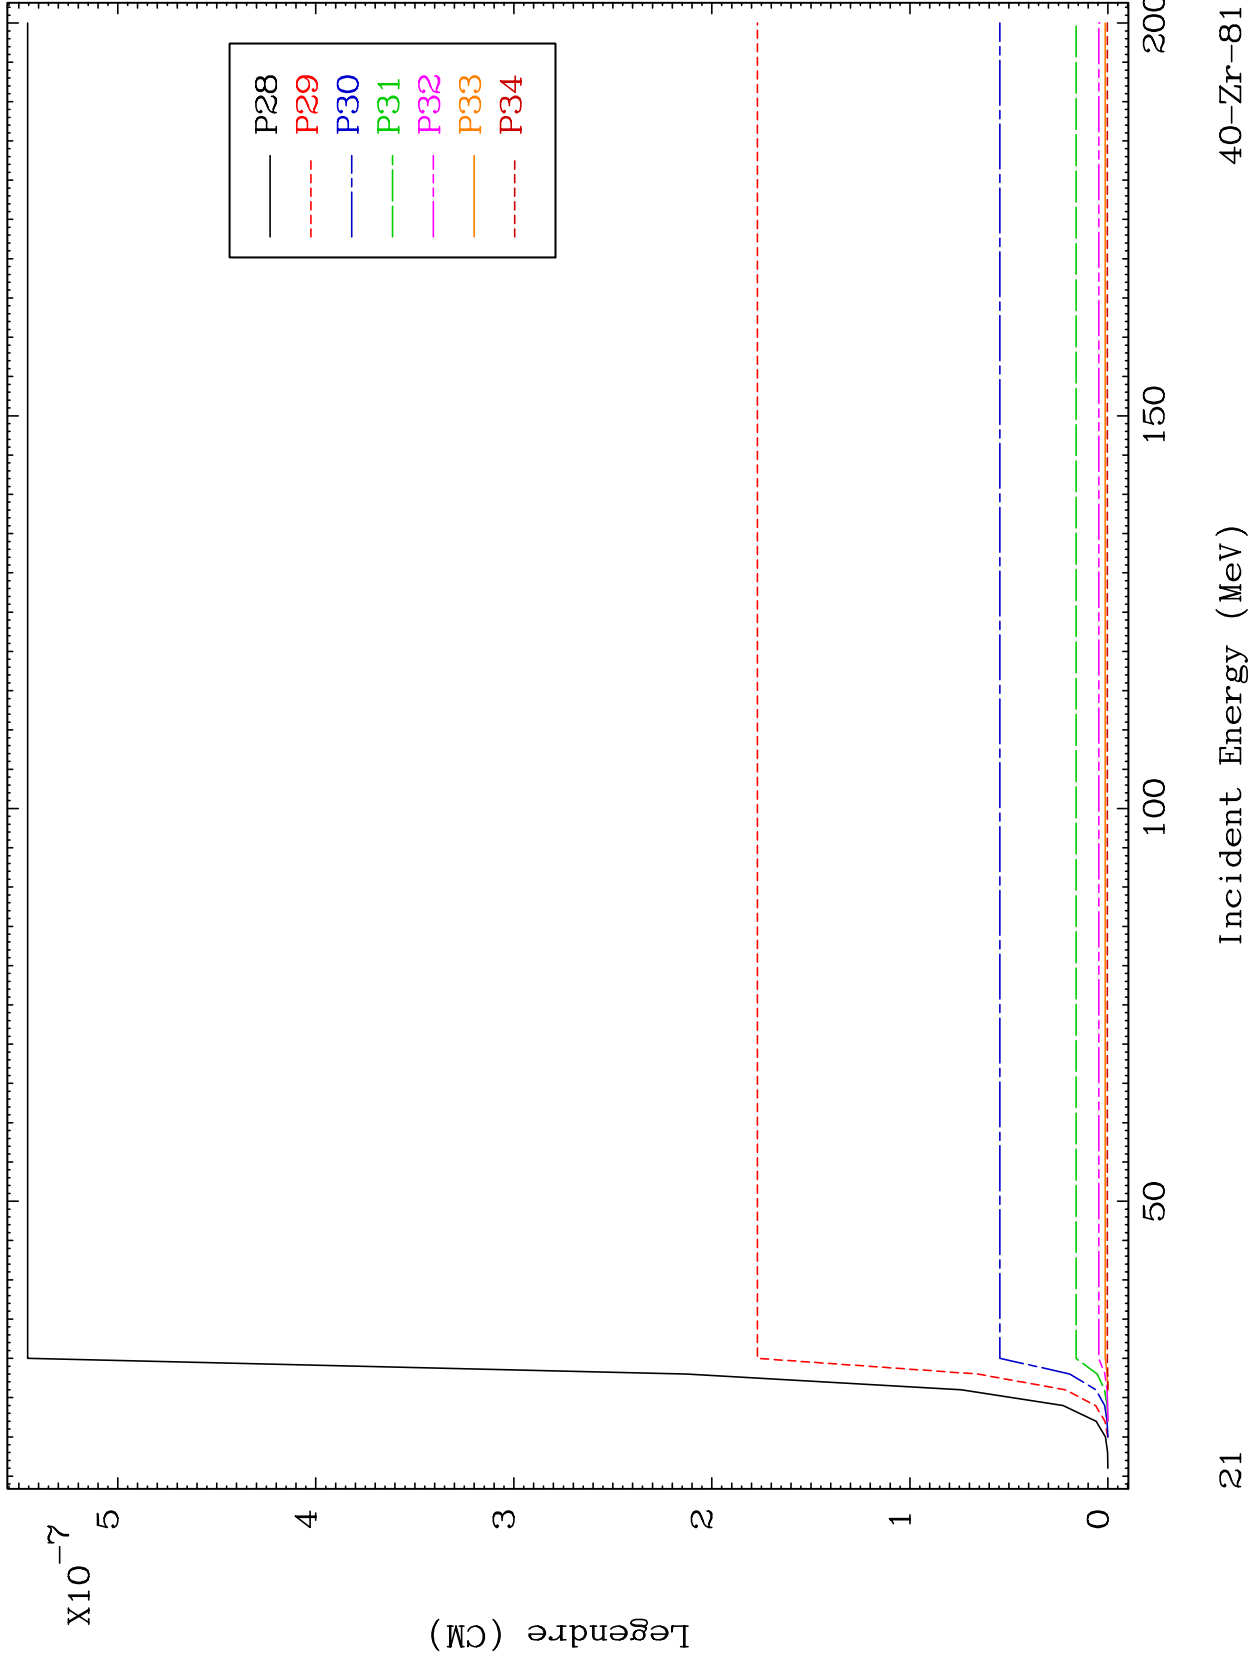 X10-7
5
4
3
2
1
0
Legendre (CM)
P28
P29
P30
P31
P32
P33
P34
50
100
150
200
Incident Energy (MeV)
21
40-Zr-81